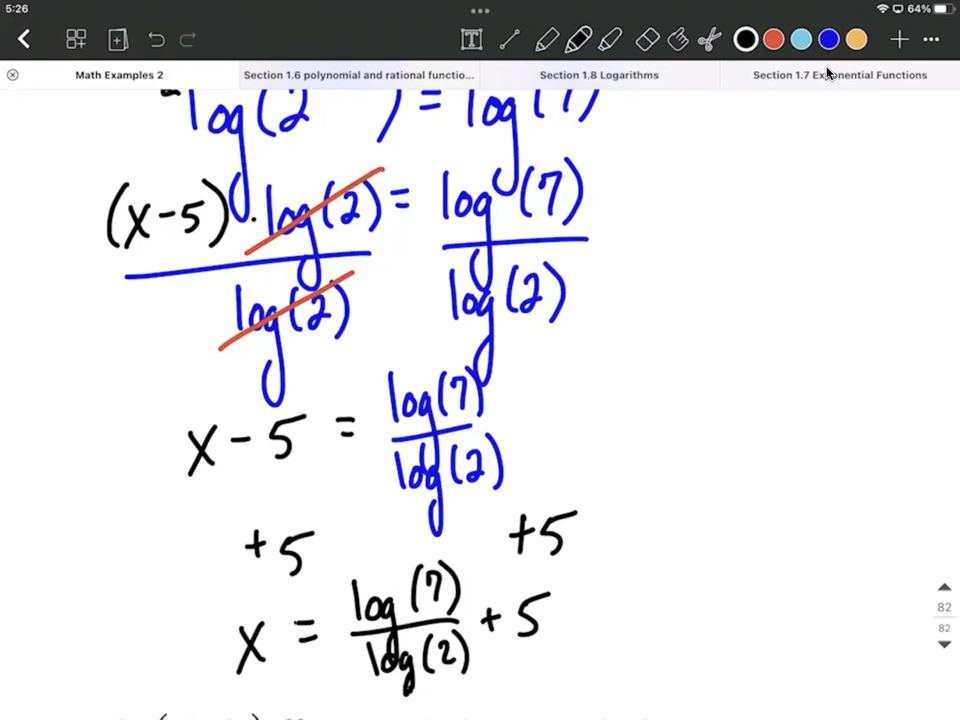 5:26
64%
Math Examples 2
Section 1.6 polynomial and rational functio...
Section 1.8 Logarithms
Section 1.7 Exponential Functions
log(2 ) = log(7)
(x-5) · log(2) = log(7)
log(2) log(2)
x - 5 = log(7)
log(2)
+5 +5
x = log(7) + 5
log(2)
82
82